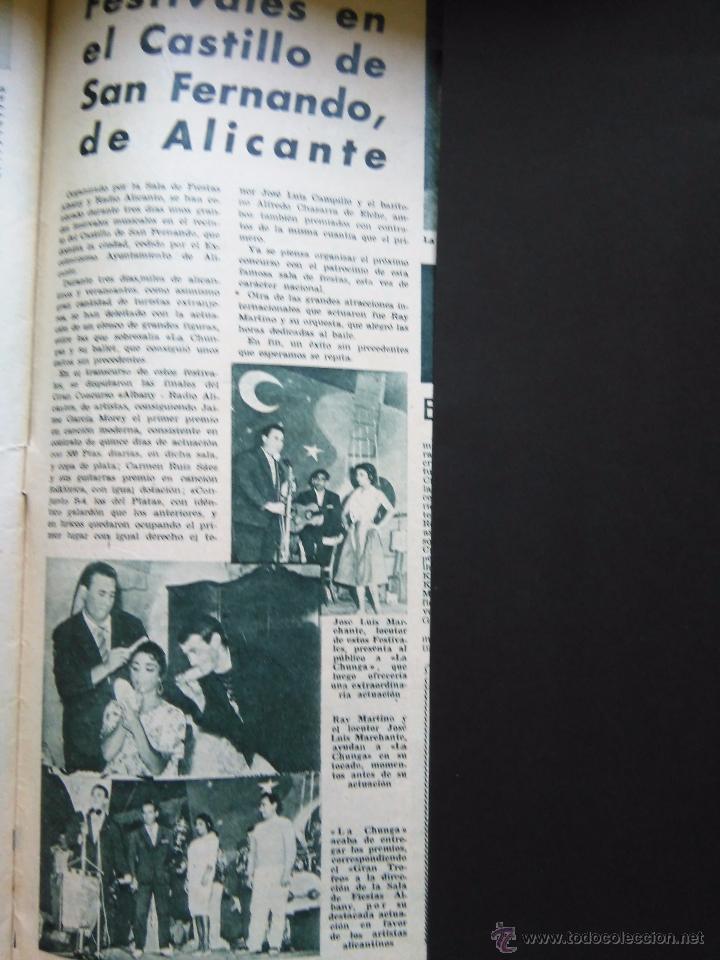 Festivales en
el Castillo de
San Fernando,
de Alicante
Organizado por la Sala de Fiestas
Albany y Radio Alicante, se han ce-
lebrado durante tres días unos gran-
des festivales musicales en el recin-
to del Castillo de San Fernando, que
domina la ciudad, cedido por el Ex-
celentísimo Ayuntamiento de Ali-
cante.
Durante tres días, miles de alican-
tinos y veraneantes, como asimismo
gran cantidad de turistas extranje-
ros, se han deleitado con la actua-
ción de un elenco de grandes figuras,
entre las que sobresalía «La Chun-
ga» y su ballet, que consiguió unos
éxitos sin precedentes.
En el transcurso de estos festiva-
les, se disputaron las finales del
Gran Concurso «Albany - Radio Ali-
cante», de artistas, consiguiendo Jai-
me García Morey el primer premio
en canción moderna, consistente en
contrato de quince días de actuación
con 500 Ptas. diarias, en dicha sala,
y copa de plata; Carmen Ruiz Sáez
y sus guitarras premio en canción
folklórica, con igual dotación; «Con-
junto 5-4, los del Plata», con idén-
tico galardón que los anteriores, y
en líricos quedaron ocupando el pri-
mer lugar con igual derecho el te-
nor José Luis Campillo y el baríto-
no Alfredo Chazarra de Elche, am-
bos también premiados con contra-
tos de la misma cuantía que el pri-
mero.
Ya se piensa organizar el próximo
concurso con el patrocinio de esta
famosa sala de fiestas, esta vez de
carácter nacional.
Otra de las grandes atracciones in-
ternacionales que actuaron fue Ray
Martino y su orquesta, que alegró las
horas dedicadas al baile.
En fin, un éxito sin precedentes
que esperamos se repita.
José Luis Mar-
chante, locutor
de estos Festiva-
les, presenta al
público a «La
Chunga», que
luego ofrecería
una extraordina-
ria actuación
Ray Martino y
el locutor José
Luis Marchante,
ayudan a «La
Chunga» en su
tocado, momen-
tos antes de su
actuación
«La Chunga»
acaba de entre-
gar los premios,
correspondiendo
el «Gran Tro-
feo» a la direc-
ción de la Sala
de Fiestas Al-
bany, por su
destacada actua-
ción en favor
de los artistas
alicantinos
La
E
www.todocoleccion.net